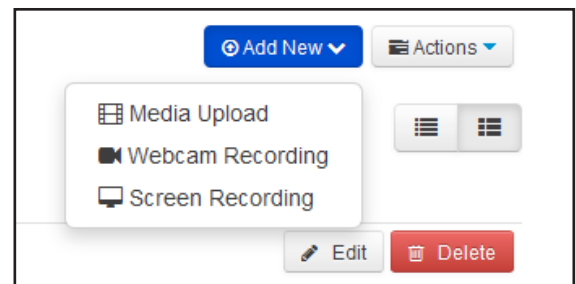 Add New Actions
Media Upload
Webcam Recording
Screen Recording
Edit Delete